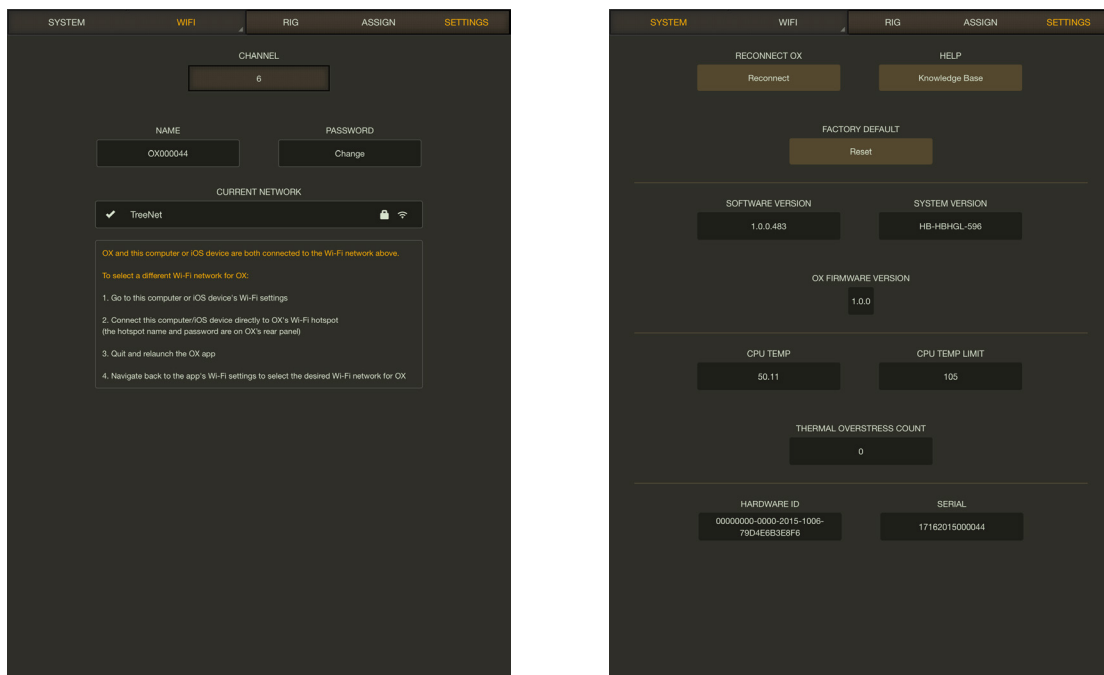 SYSTEM WIFI RIG ASSIGN SETTINGS
CHANNEL
6
NAME PASSWORD
OX000044 Change
CURRENT NETWORK
TreeNet
OX and this computer or iOS device are both connected to the Wi-Fi network above.
To select a different Wi-Fi network for OX:
1. Go to this computer or iOS device's Wi-Fi settings
2. Connect this computer/iOS device directly to OX's Wi-Fi hotspot
(the hotspot name and password are on OX's rear panel)
3. Quit and relaunch the OX app
4. Navigate back to the app's Wi-Fi settings to select the desired Wi-Fi network for OX
SYSTEM WIFI RIG ASSIGN SETTINGS
RECONNECT OX HELP
Reconnect Knowledge Base
FACTORY DEFAULT
Reset
SOFTWARE VERSION SYSTEM VERSION
1.0.0.483 HB-HBHGL-596
OX FIRMWARE VERSION
1.0.0
CPU TEMP CPU TEMP LIMIT
50.11 105
THERMAL OVERSTRESS COUNT
0
HARDWARE ID SERIAL
00000000-0000-2015-1006-
79D4E6B3E8F6 17162015000044